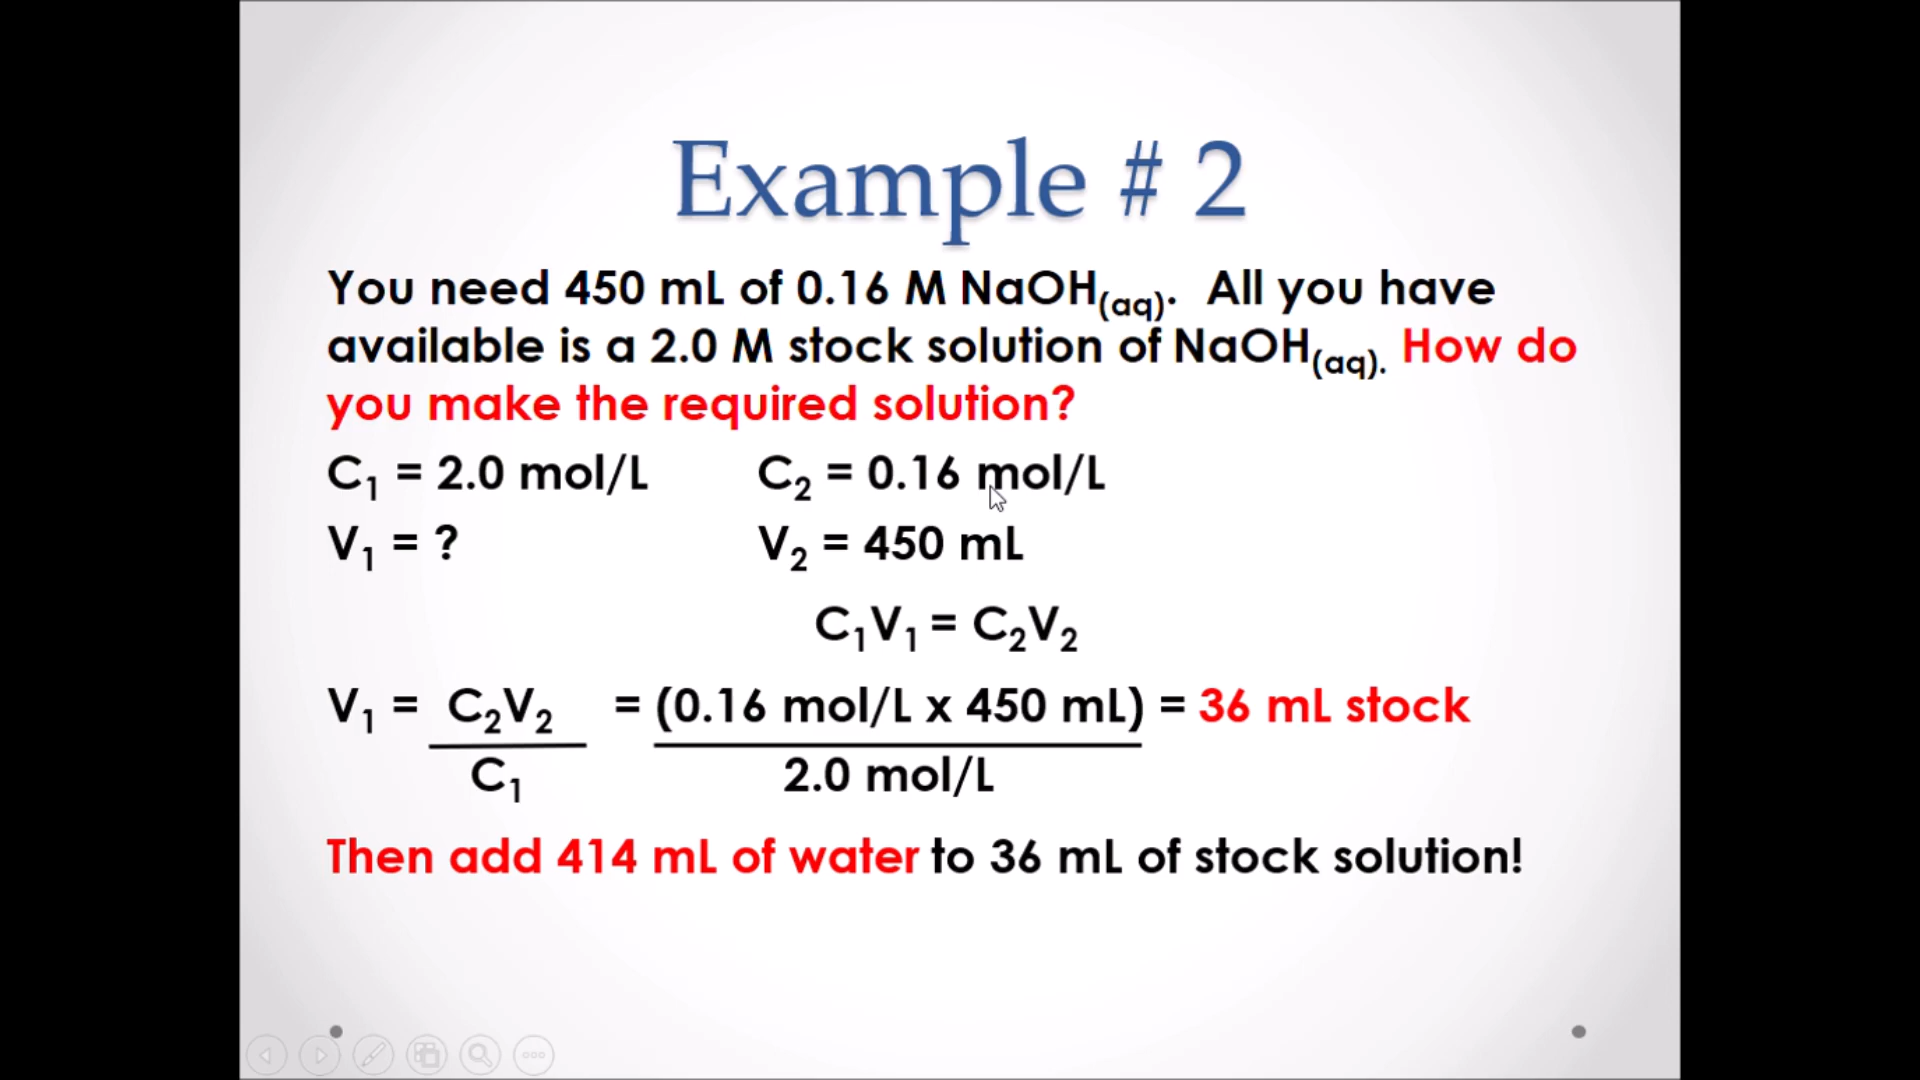 Example # 2
You need 450 mL of 0.16 M NaOH(aq).  All you have
available is a 2.0 M stock solution of NaOH(aq). How do
you make the required solution?
C₁ = 2.0 mol/L   C₂ = 0.16 mol/L
V₁ = ?   V₂ = 450 mL
C₁V₁ = C₂V₂
V₁ = C₂V₂ = (0.16 mol/L x 450 mL) = 36 mL stock
C₁   2.0 mol/L
Then add 414 mL of water to 36 mL of stock solution!